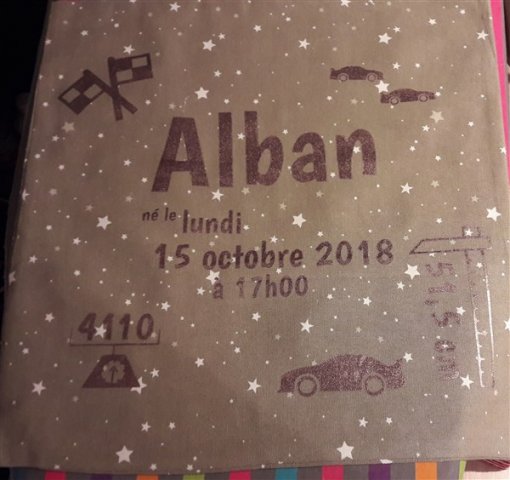 Alban
né le lundi
15 octobre 2018
à 17h00
4110
51,5 cm